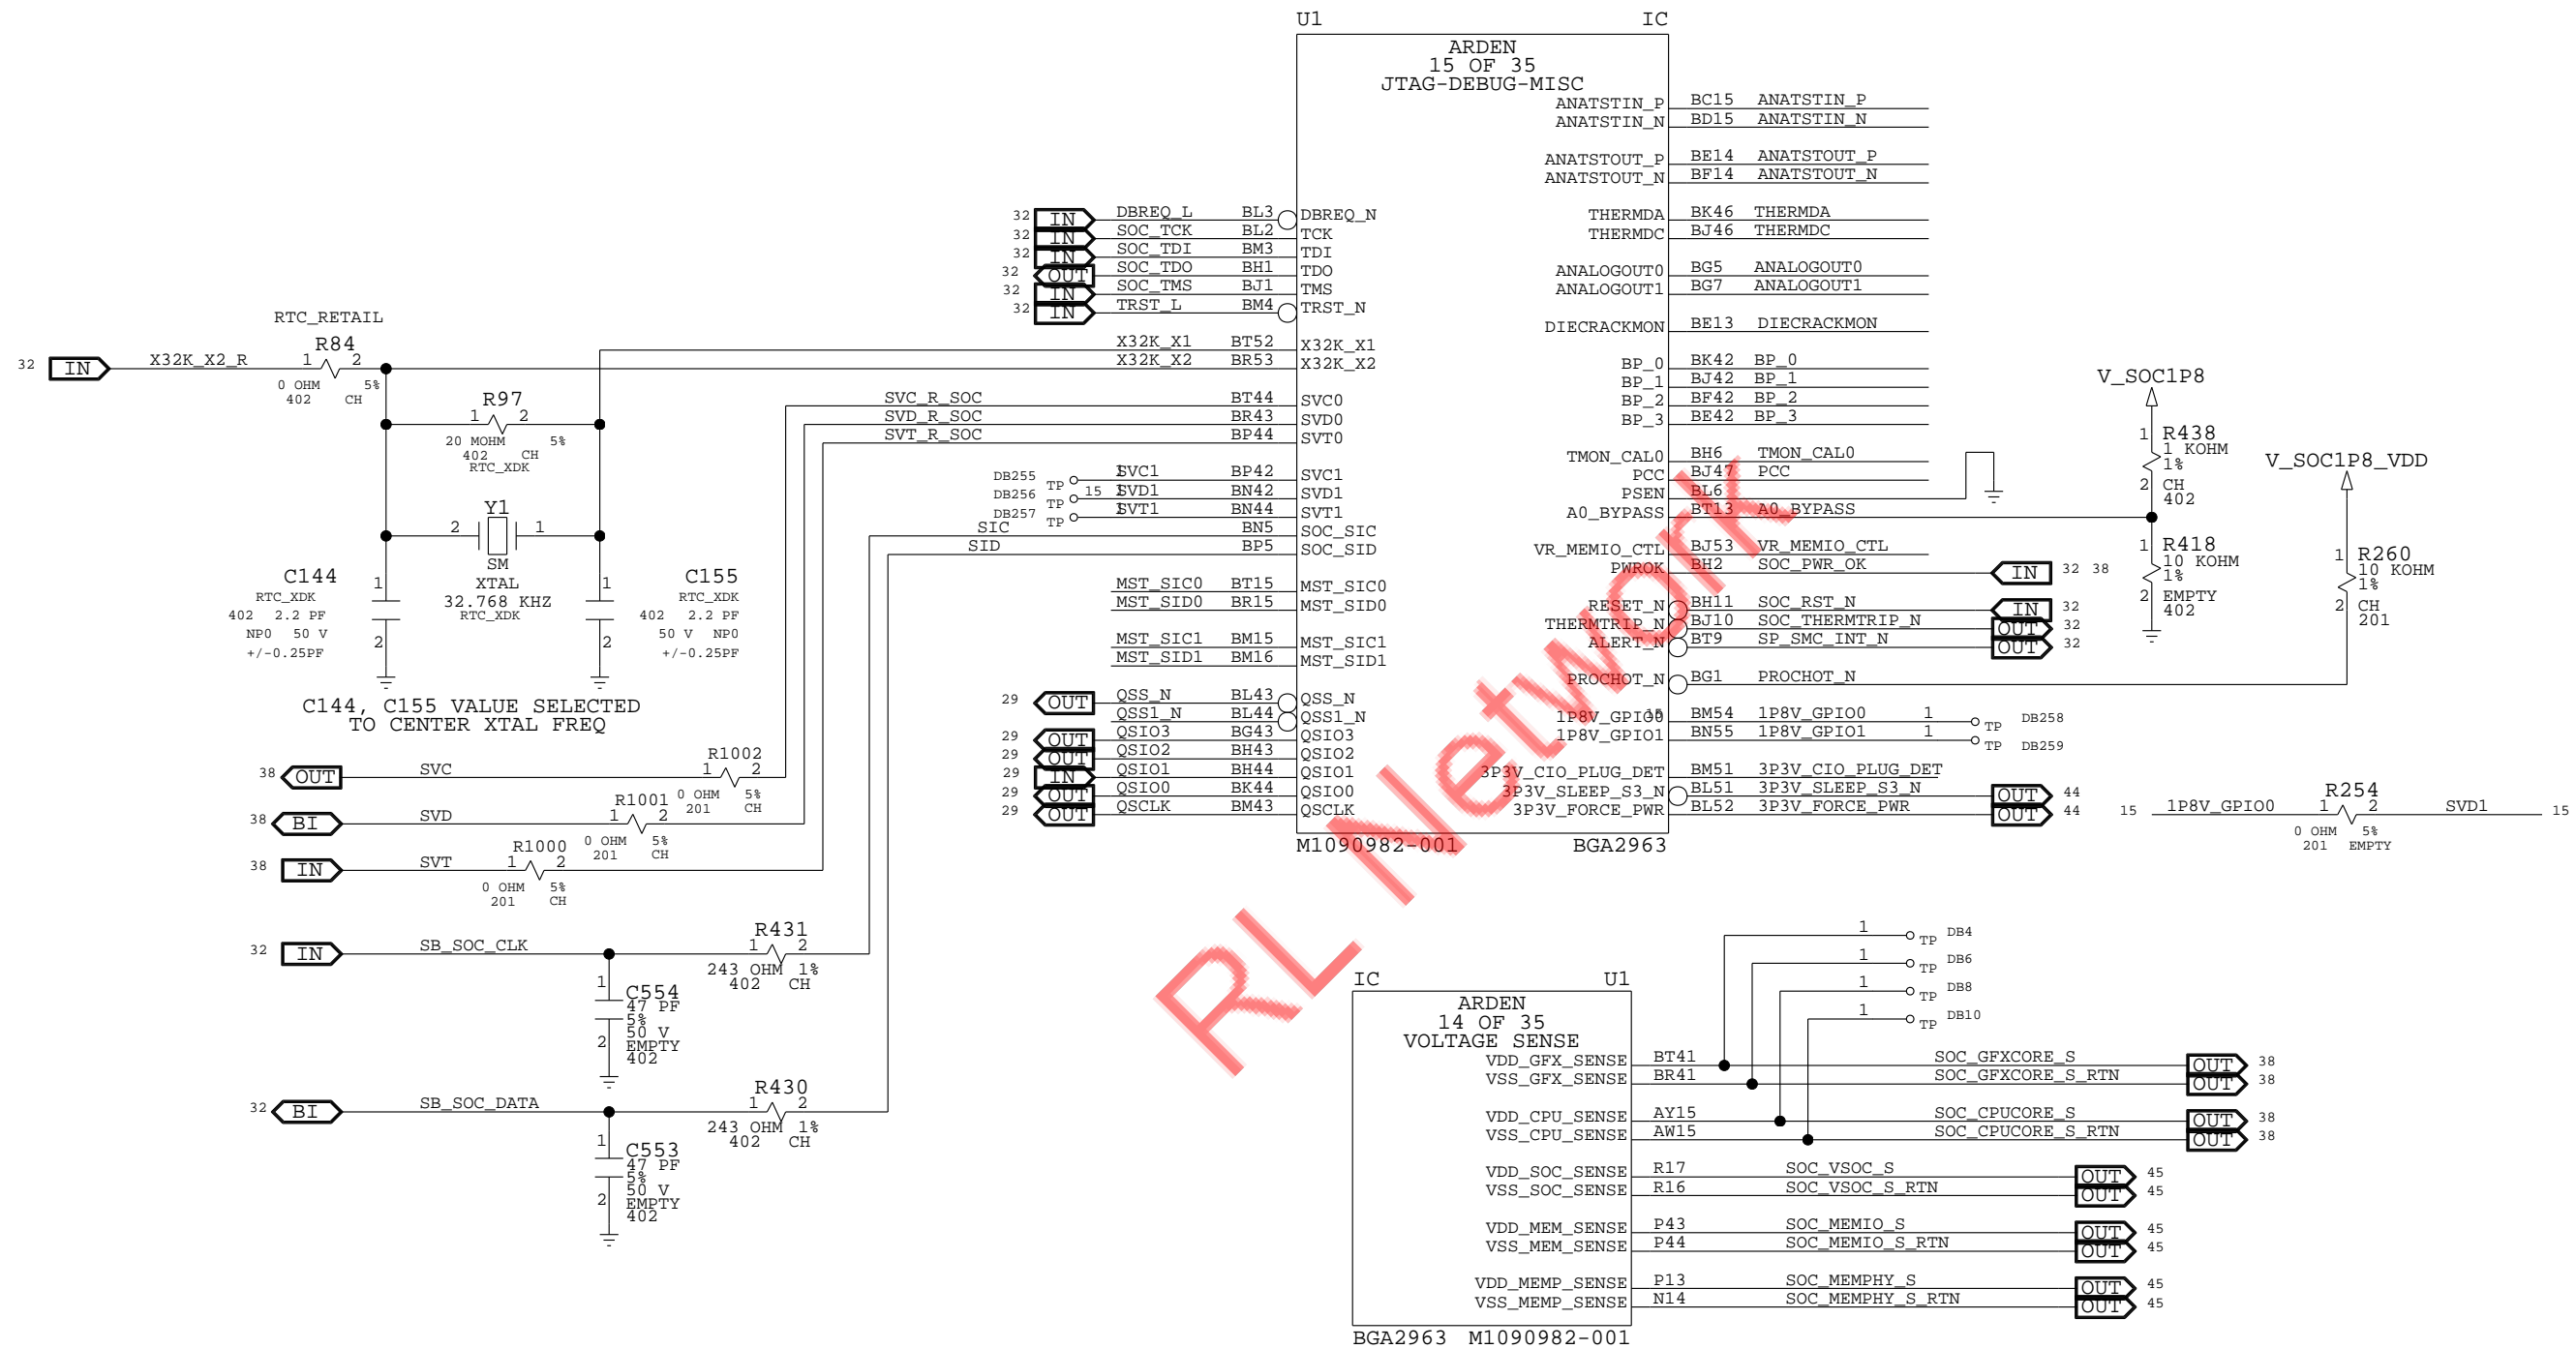 U1 IC
ARDEN
15 OF 35
JTAG-DEBUG-MISC
ANATSTIN_P BC15 ANATSTIN_P
ANATSTIN_N BD15 ANATSTIN_N
ANATSTOUT_P BE14 ANATSTOUT_P
ANATSTOUT_N BF14 ANATSTOUT_N
THERMDA BK46 THERMDA
THERMDC BJ46 THERMDC
ANALOGOUT0 BG5 ANALOGOUT0
ANALOGOUT1 BG7 ANALOGOUT1
DIECRACKMON BE13 DIECRACKMON
BP_0 BK42 BP_0
BP_1 BJ42 BP_1
BP_2 BF42 BP_2
BP_3 BE42 BP_3
TMON_CAL0 BH6 TMON_CAL0
PCC BJ47 PCC
PSEN BL6
A0_BYPASS BT13 A0_BYPASS
VR_MEMIO_CTL BJ53 VR_MEMIO_CTL
PWROK BH2 SOC_PWR_OK IN 32 38
RESET_N BH11 SOC_RST_N IN 32
THERMTRIP_N BJ10 SOC_THERMTRIP_N OUT 32
ALERT_N BT9 SP_SMC_INT_N OUT 32
PROCHOT_N BG1 PROCHOT_N
1P8V_GPIO0 15 BM54 1P8V_GPIO0 1 TP DB258
1P8V_GPIO1 BN55 1P8V_GPIO1 1 TP DB259
3P3V_CIO_PLUG_DET BM51 3P3V_CIO_PLUG_DET
3P3V_SLEEP_S3_N BL51 3P3V_SLEEP_S3_N OUT 44
3P3V_FORCE_PWR BL52 3P3V_FORCE_PWR OUT 44
M1090982-001 BGA2963
32 IN DBREQ_L BL3 DBREQ_N
32 IN SOC_TCK BL2 TCK
32 IN SOC_TDI BM3 TDI
32 OUT SOC_TDO BH1 TDO
32 IN SOC_TMS BJ1 TMS
32 IN TRST_L BM4 TRST_N
X32K_X1 BT52 X32K_X1
X32K_X2 BR53 X32K_X2
SVC_R_SOC BT44 SVC0
SVD_R_SOC BR43 SVD0
SVT_R_SOC BP44 SVT0
DB255 TP 1 SVC1 BP42 SVC1
DB256 TP 15 1 SVD1 BN42 SVD1
DB257 TP 1 SVT1 BN44 SVT1
SIC BN5 SOC_SIC
SID BP5 SOC_SID
MST_SIC0 BT15 MST_SIC0
MST_SID0 BR15 MST_SID0
MST_SIC1 BM15 MST_SIC1
MST_SID1 BM16 MST_SID1
29 OUT QSS_N BL43 QSS_N
QSS1_N BL44 QSS1_N
29 OUT QSIO3 BG43 QSIO3
29 OUT QSIO2 BH43 QSIO2
29 IN QSIO1 BH44 QSIO1
29 OUT QSIO0 BK44 QSIO0
29 OUT QSCLK BM43 QSCLK
RTC_RETAIL
R84
32 IN X32K_X2_R 1 2
0 OHM 5%
402 CH
R97
1 2
20 MOHM 5%
402 CH
RTC_XDK
Y1
2 1
SM
XTAL
32.768 KHZ
RTC_XDK
C144
1
RTC_XDK
402 2.2 PF
NP0 50 V
2
+/-0.25PF
C155
1
RTC_XDK
402 2.2 PF
50 V NP0
2
+/-0.25PF
C144, C155 VALUE SELECTED
TO CENTER XTAL FREQ
38 OUT SVC 1 R1002 2
0 OHM 5%
201 CH
38 BI SVD 1 R1001 2
0 OHM 5%
201 CH
38 IN SVT 1 R1000 2
0 OHM 5%
201 CH
32 IN SB_SOC_CLK 1 R431 2
243 OHM 1%
402 CH
1
C554
47 PF
5%
50 V
2
EMPTY
402
32 BI SB_SOC_DATA 1 R430 2
243 OHM 1%
402 CH
1
C553
47 PF
5%
50 V
2
EMPTY
402
V_SOC1P8
1
R438
1 KOHM
1%
2
CH
402
1
R418
10 KOHM
1%
2
EMPTY
402
V_SOC1P8_VDD
1
R260
10 KOHM
1%
2
CH
201
15 1P8V_GPIO0 1 R254 2 SVD1 15
0 OHM 5%
201 EMPTY
1 TP DB4
1 TP DB6
1 TP DB8
1 TP DB10
IC U1
ARDEN
14 OF 35
VOLTAGE SENSE
VDD_GFX_SENSE BT41 SOC_GFXCORE_S OUT 38
VSS_GFX_SENSE BR41 SOC_GFXCORE_S_RTN OUT 38
VDD_CPU_SENSE AY15 SOC_CPUCORE_S OUT 38
VSS_CPU_SENSE AW15 SOC_CPUCORE_S_RTN OUT 38
VDD_SOC_SENSE R17 SOC_VSOC_S OUT 45
VSS_SOC_SENSE R16 SOC_VSOC_S_RTN OUT 45
VDD_MEM_SENSE P43 SOC_MEMIO_S OUT 45
VSS_MEM_SENSE P44 SOC_MEMIO_S_RTN OUT 45
VDD_MEMP_SENSE P13 SOC_MEMPHY_S OUT 45
VSS_MEMP_SENSE N14 SOC_MEMPHY_S_RTN OUT 45
BGA2963 M1090982-001
RL Network